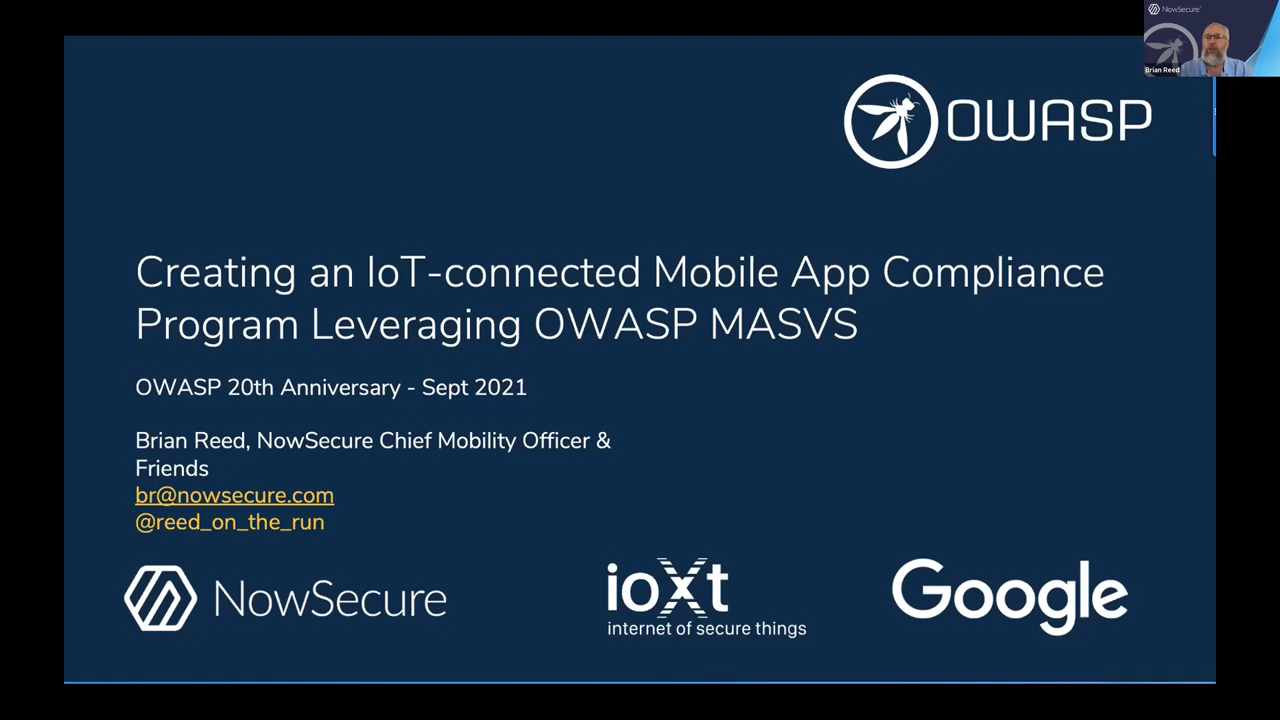 NowSecure
Brian Reed
OWASP
Creating an IoT-connected Mobile App Compliance
Program Leveraging OWASP MASVS
OWASP 20th Anniversary - Sept 2021
Brian Reed, NowSecure Chief Mobility Officer &
Friends
br@nowsecure.com
@reed_on_the_run
NowSecure
ioXt
internet of secure things
Google